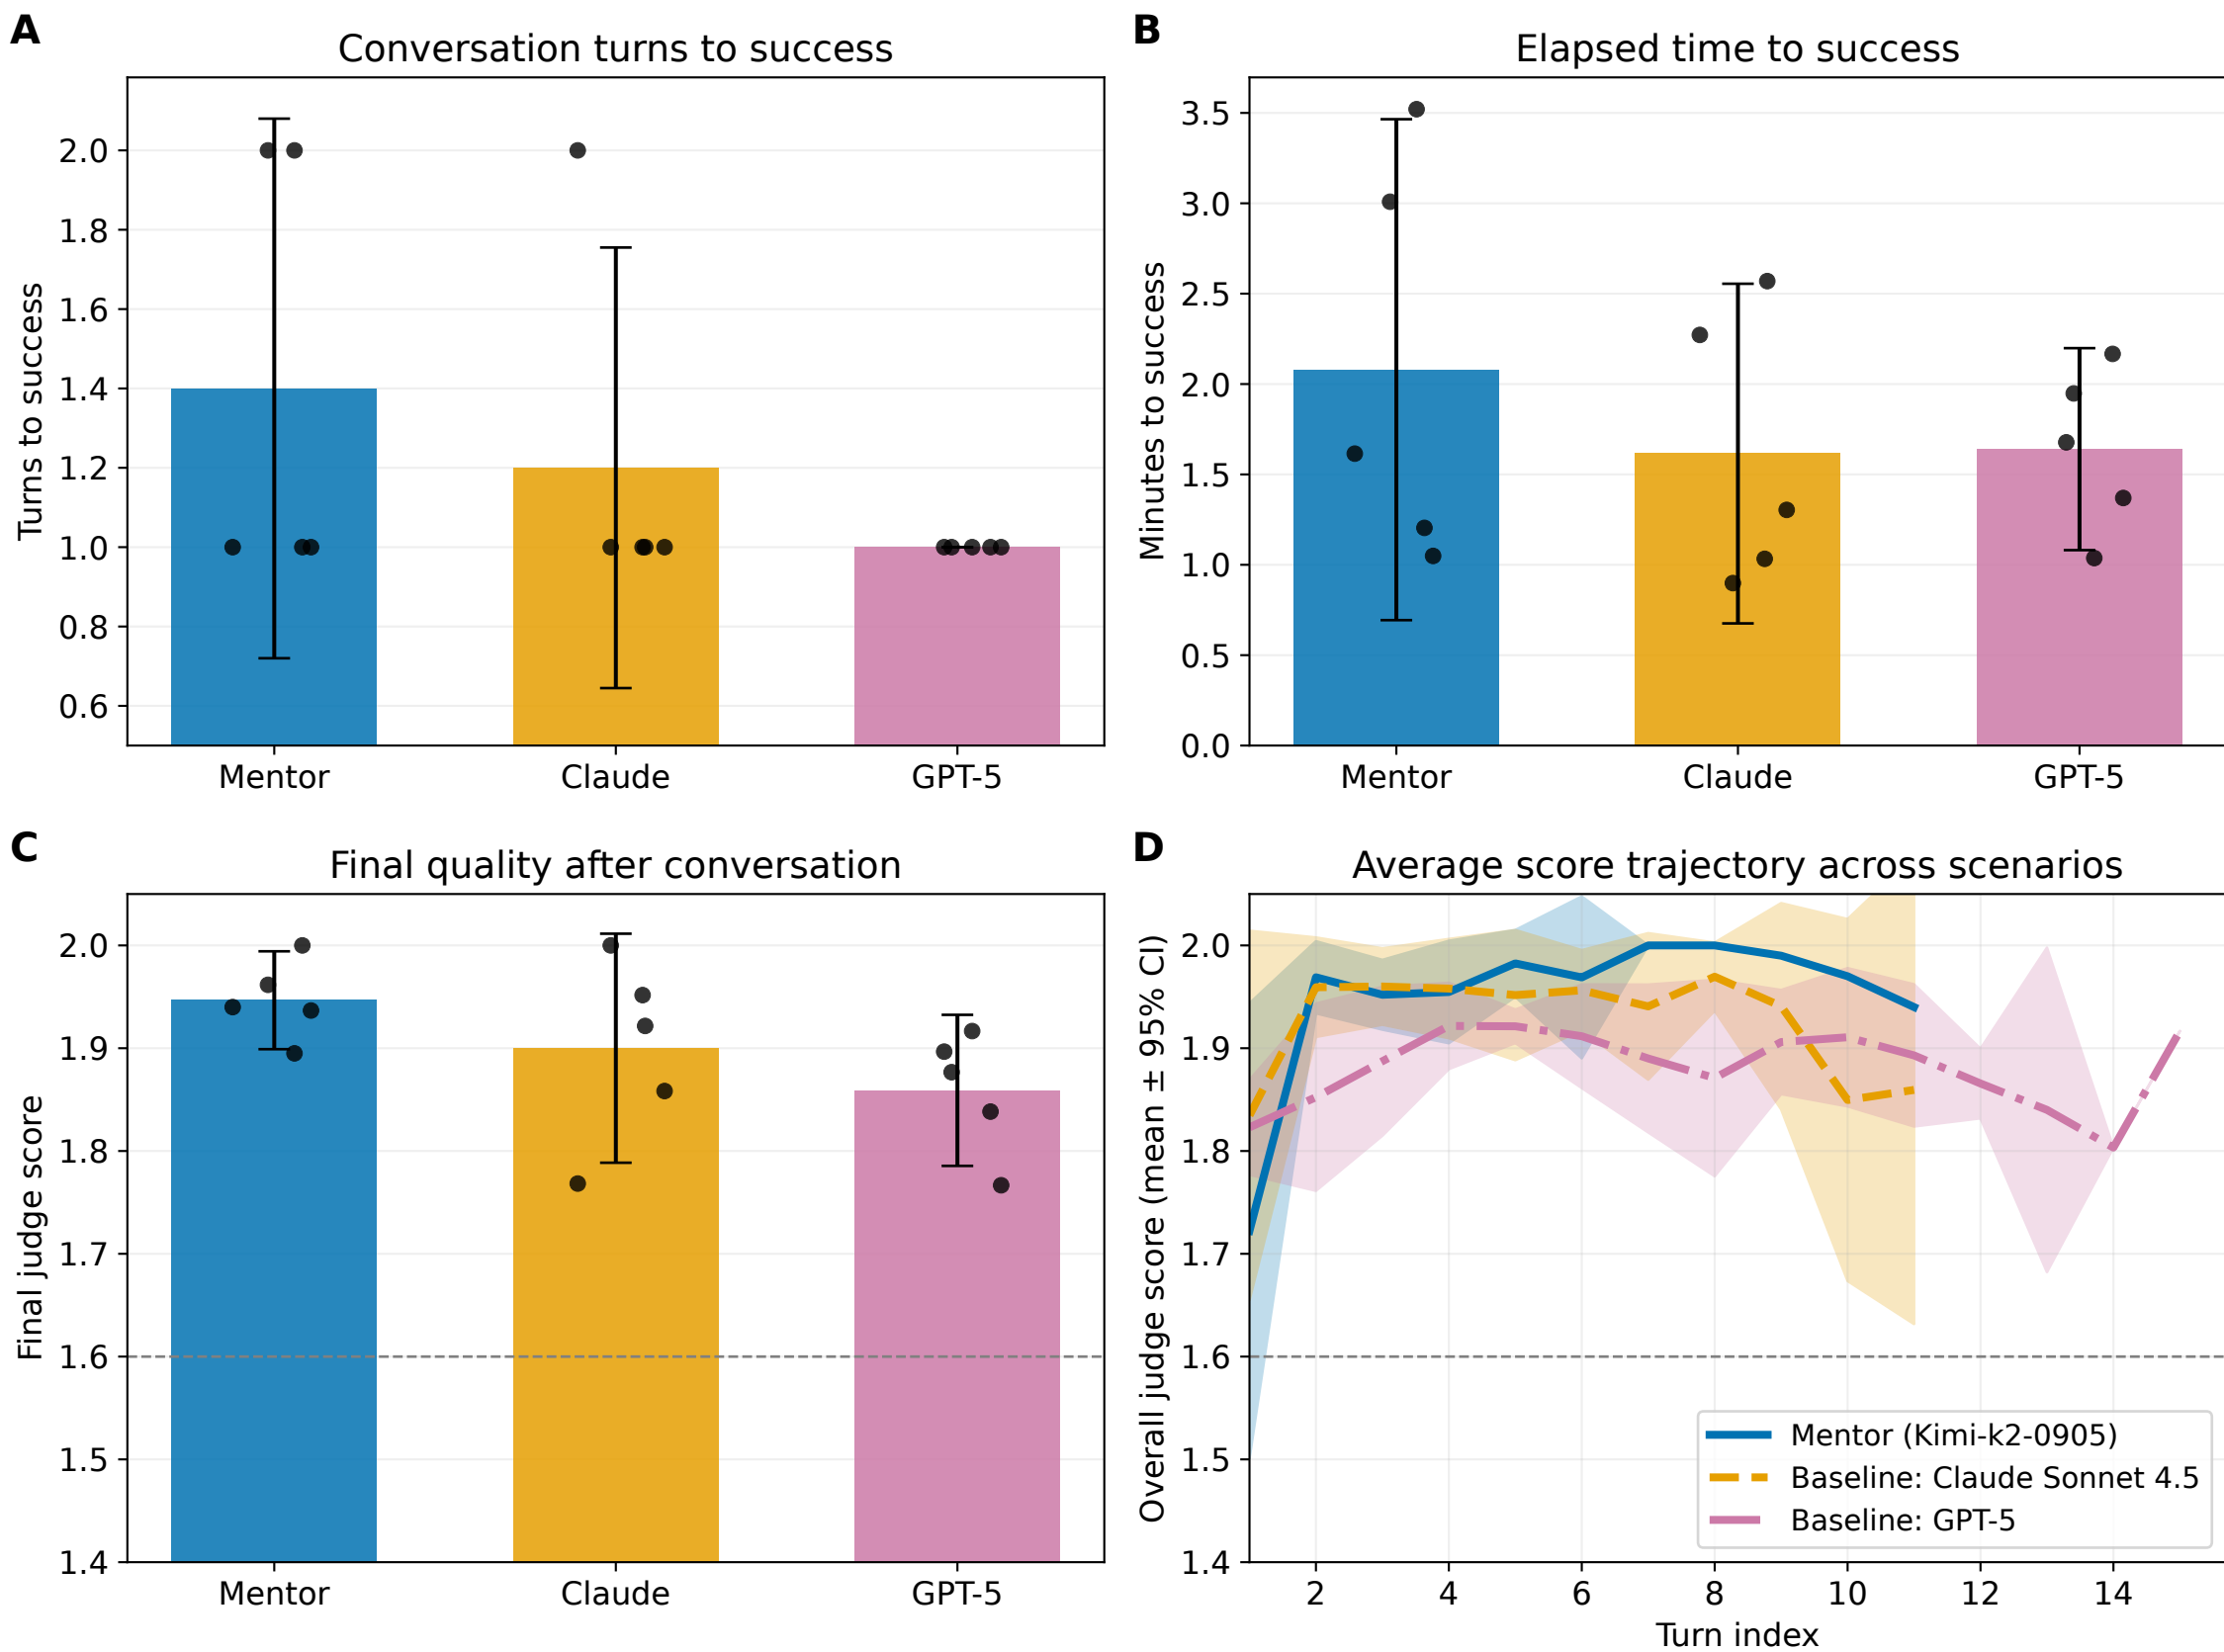 A
Conversation turns to success
Turns to success
2.0
1.8
1.6
1.4
1.2
1.0
0.8
0.6
Mentor
Claude
GPT-5
B
Elapsed time to success
Minutes to success
3.5
3.0
2.5
2.0
1.5
1.0
0.5
0.0
Mentor
Claude
GPT-5
C
Final quality after conversation
Final judge score
2.0
1.9
1.8
1.7
1.6
1.5
1.4
Mentor
Claude
GPT-5
D
Average score trajectory across scenarios
Overall judge score (mean ± 95% CI)
2.0
1.9
1.8
1.7
1.6
1.5
1.4
Mentor (Kimi-k2-0905)
Baseline: Claude Sonnet 4.5
Baseline: GPT-5
2
4
6
8
10
12
14
Turn index